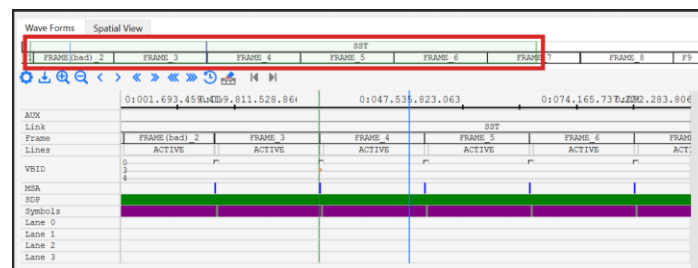 Wave Forms Spatial View
SST
1 FRAME(bad)_2 FRAME_3 FRAME_4 FRAME_5 FRAME_6 FRAME_7 FRAME_8 F9
0:047.535.823.063
AUX
Link SST
Frame FRAME(bad)_2 FRAME_3 FRAME_4 FRAME_5 FRAME_6 FRAM
Lines ACTIVE ACTIVE ACTIVE ACTIVE ACTIVE ACT
VBID 0 3 4
MSA
SDP
Symbols
Lane 0
Lane 1
Lane 2
Lane 3